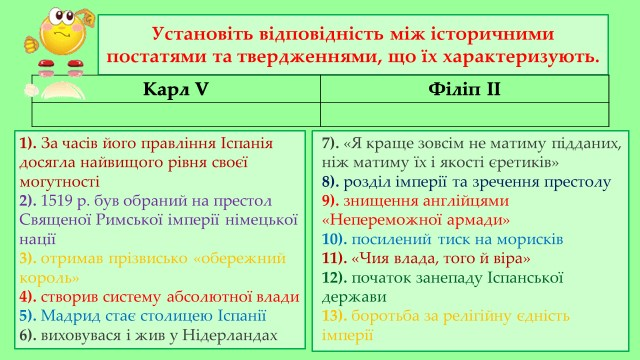 Установіть відповідність між історичними
постатями та твердженнями, що їх характеризують.
Карл V
Філіп ІІ
1). За часів його правління Іспанія
досягла найвищого рівня своєї
могутності
2). 1519 р. був обраний на престол
Священої Римської імперії німецької
нації
3). отримав прізвисько «обережний
король»
4). створив систему абсолютної влади
5). Мадрид стає столицею Іспанії
6). виховувася і жив у Нідерландах
7). «Я краще зовсім не матиму підданих,
ніж матиму їх і якості єретиків»
8). розділ імперії та зречення престолу
9). знищення англійцями
«Непереможної армади»
10). посилений тиск на морисків
11). «Чия влада, того й віра»
12). початок занепаду Іспанської
держави
13). боротьба за релігійну єдність
імперії